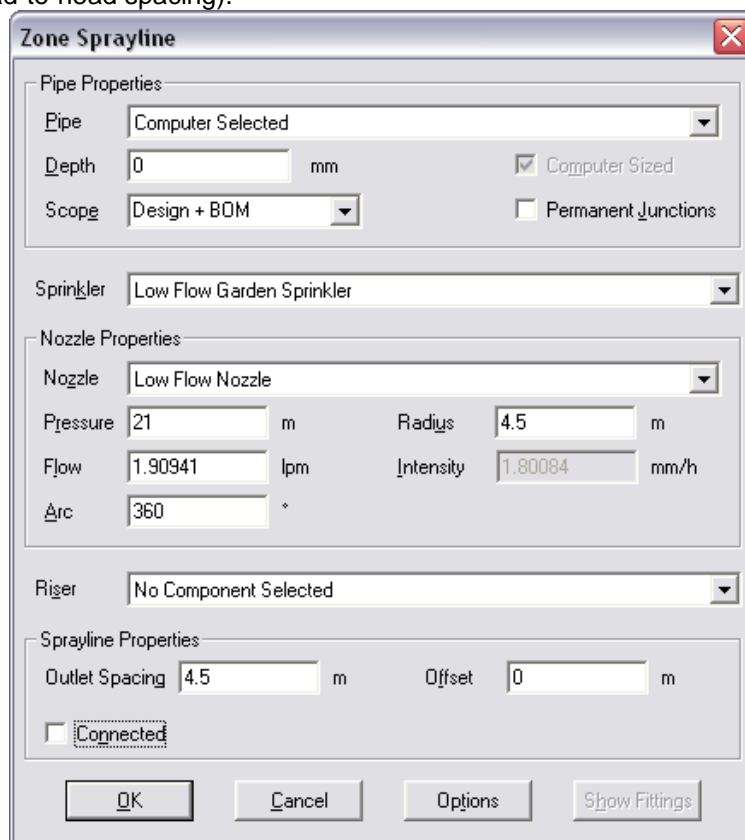 to head spacing).
Zone Sprayline
Pipe Properties
Pipe Computer Selected
Depth 0 mm Computer Sized
Scope Design + BOM Permanent Junctions
Sprinkler Low Flow Garden Sprinkler
Nozzle Properties
Nozzle Low Flow Nozzle
Pressure 21 m Radius 4.5 m
Flow 1.90941 lpm Intensity 1.80084 mm/h
Arc 360 °
Riser No Component Selected
Sprayline Properties
Outlet Spacing 4.5 m Offset 0 m
Connected
OK Cancel Options Show Fittings